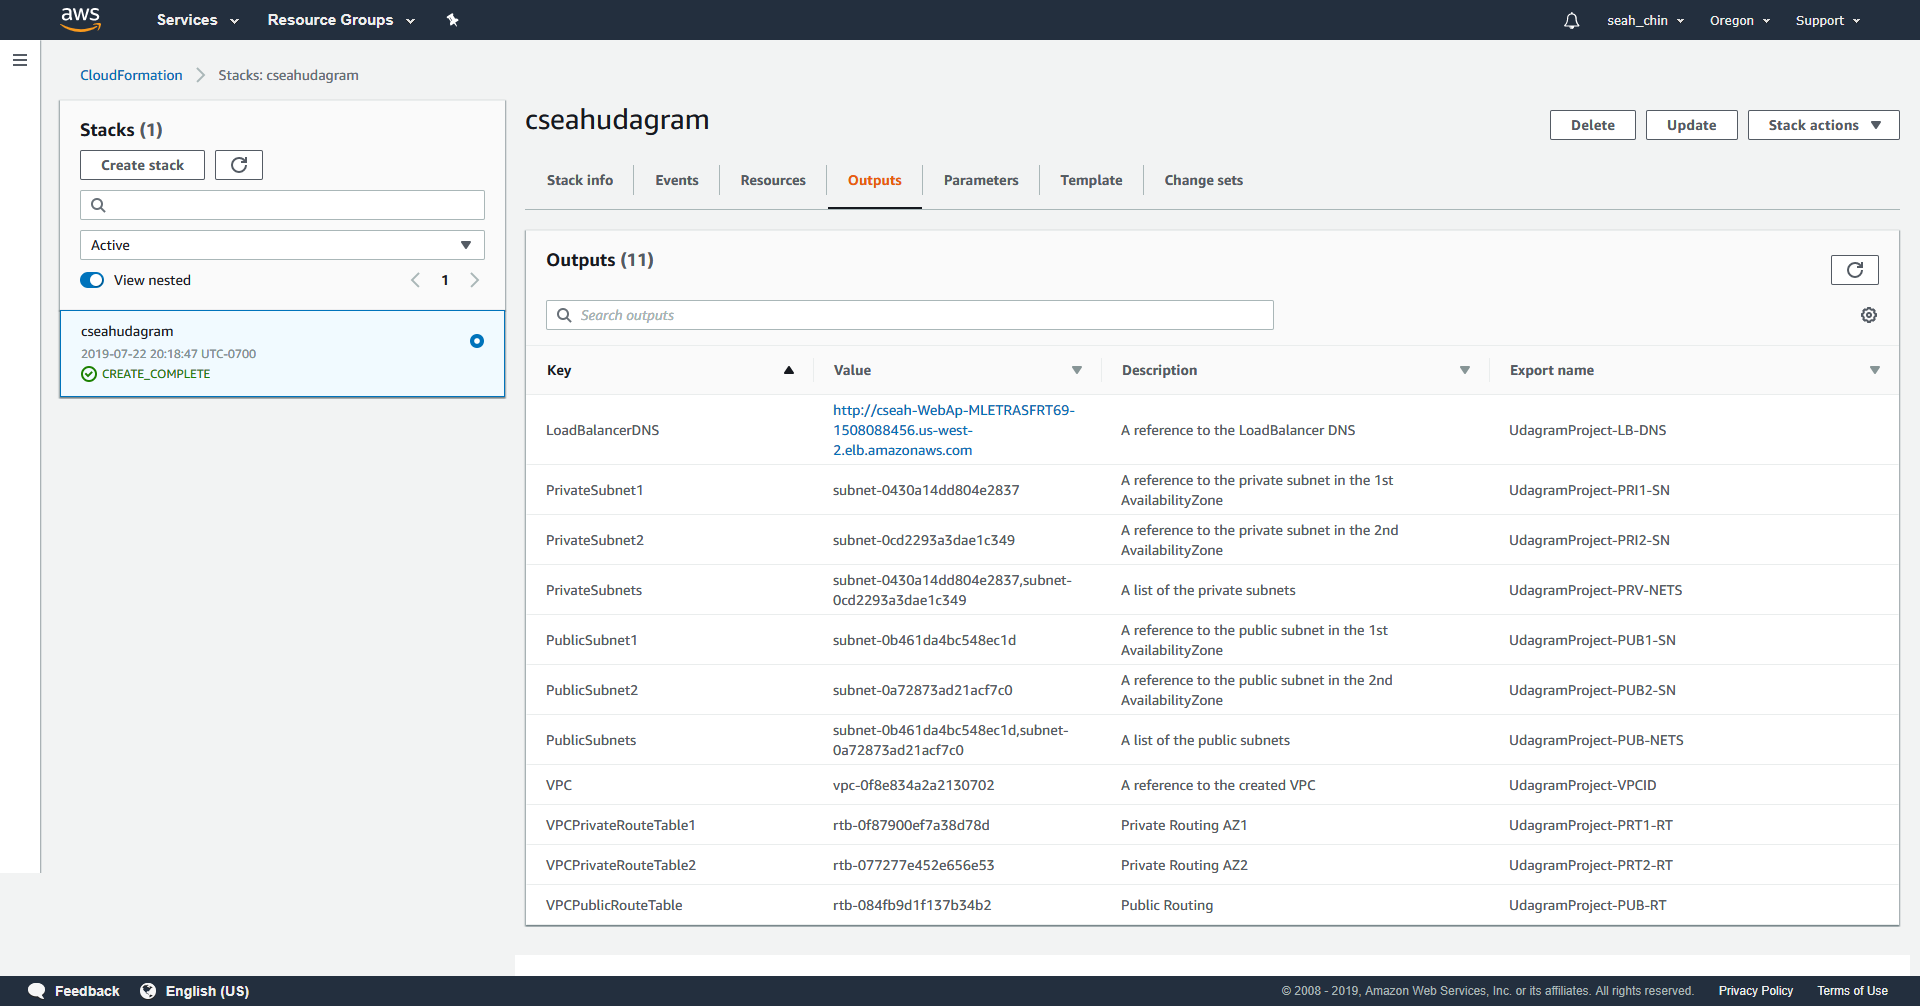 aws Services Resource Groups seah_chin Oregon Support
CloudFormation Stacks: cseahudagram
Stacks (1)
Create stack
Active
View nested 1
cseahudagram
2019-07-22 20:18:47 UTC-0700
CREATE_COMPLETE
cseahudagram
Delete Update Stack actions
Stack info Events Resources Outputs Parameters Template Change sets
Outputs (11)
Search outputs
Key Value Description Export name
LoadBalancerDNS
http://cseah-WebAp-MLETRASFRT69-
1508088456.us-west-
2.elb.amazonaws.com
A reference to the LoadBalancer DNS
UdagramProject-LB-DNS
PrivateSubnet1
subnet-0430a14dd804e2837
A reference to the private subnet in the 1st
AvailabilityZone
UdagramProject-PRI1-SN
PrivateSubnet2
subnet-0cd2293a3dae1c349
A reference to the private subnet in the 2nd
AvailabilityZone
UdagramProject-PRI2-SN
PrivateSubnets
subnet-0430a14dd804e2837,subnet-
0cd2293a3dae1c349
A list of the private subnets
UdagramProject-PRV-NETS
PublicSubnet1
subnet-0b461da4bc548ec1d
A reference to the public subnet in the 1st
AvailabilityZone
UdagramProject-PUB1-SN
PublicSubnet2
subnet-0a72873ad21acf7c0
A reference to the public subnet in the 2nd
AvailabilityZone
UdagramProject-PUB2-SN
PublicSubnets
subnet-0b461da4bc548ec1d,subnet-
0a72873ad21acf7c0
A list of the public subnets
UdagramProject-PUB-NETS
VPC vpc-0f8e834a2a2130702 A reference to the created VPC UdagramProject-VPCID
VPCPrivateRouteTable1 rtb-0f87900ef7a38d78d Private Routing AZ1 UdagramProject-PRT1-RT
VPCPrivateRouteTable2 rtb-077277e452e656e53 Private Routing AZ2 UdagramProject-PRT2-RT
VPCPublicRouteTable rtb-084fb9d1f137b34b2 Public Routing UdagramProject-PUB-RT
Feedback English (US) © 2008 - 2019, Amazon Web Services, Inc. or its affiliates. All rights reserved. Privacy Policy Terms of Use